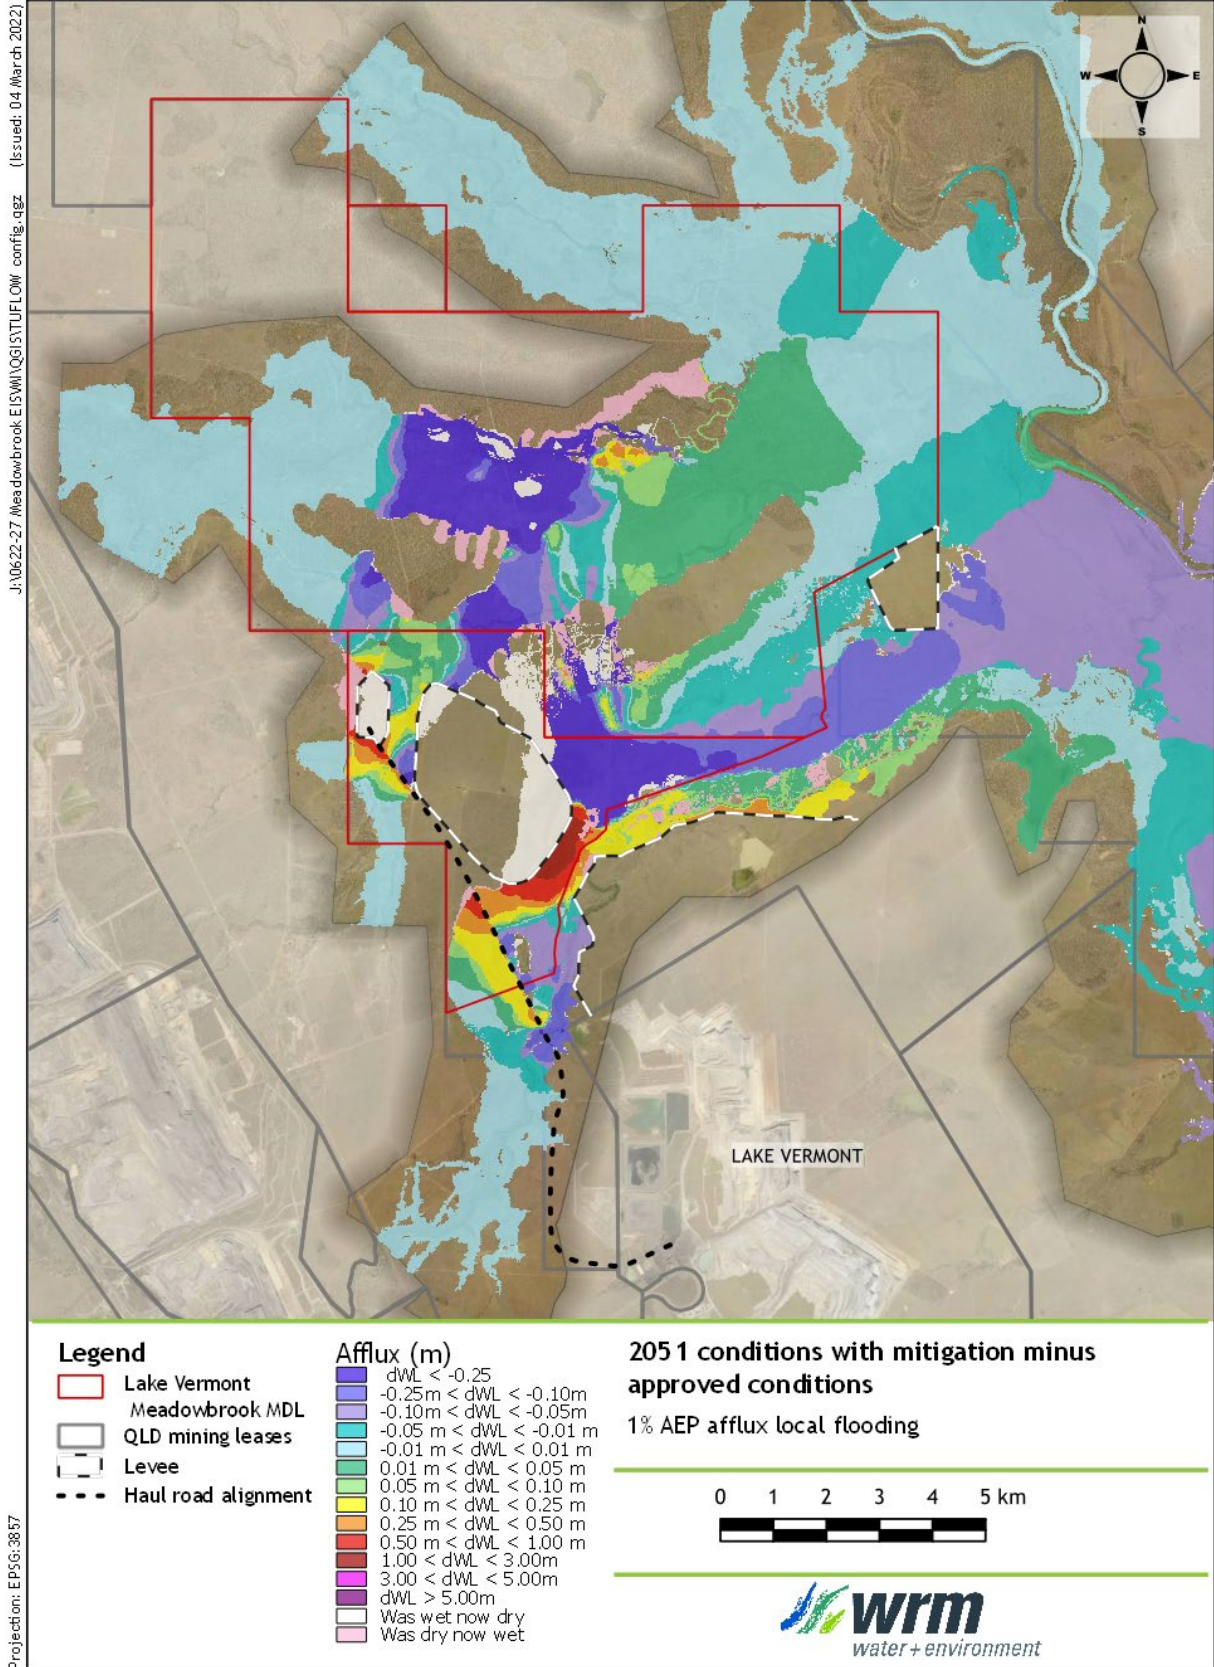 J:\0622-27 Meadowbrook EIS\WM\QGIS\TUFLOW config.qgz (Issued: 04 March 2022)
Projection: EPSG:3857
N
W E
S
LAKE VERMONT
Legend
Lake Vermont
Meadowbrook MDL
QLD mining leases
Levee
Haul road alignment
Afflux (m)
dWL < -0.25
-0.25m < dWL < -0.10m
-0.10m < dWL < -0.05m
-0.05 m < dWL < -0.01 m
-0.01 m < dWL < 0.01 m
0.01 m < dWL < 0.05 m
0.05 m < dWL < 0.10 m
0.10 m < dWL < 0.25 m
0.25 m < dWL < 0.50 m
0.50 m < dWL < 1.00 m
1.00 < dWL < 3.00m
3.00 < dWL < 5.00m
dWL > 5.00m
Was wet now dry
Was dry now wet
2051 conditions with mitigation minus
approved conditions
1% AEP afflux local flooding
0 1 2 3 4 5 km
wrm
water + environment